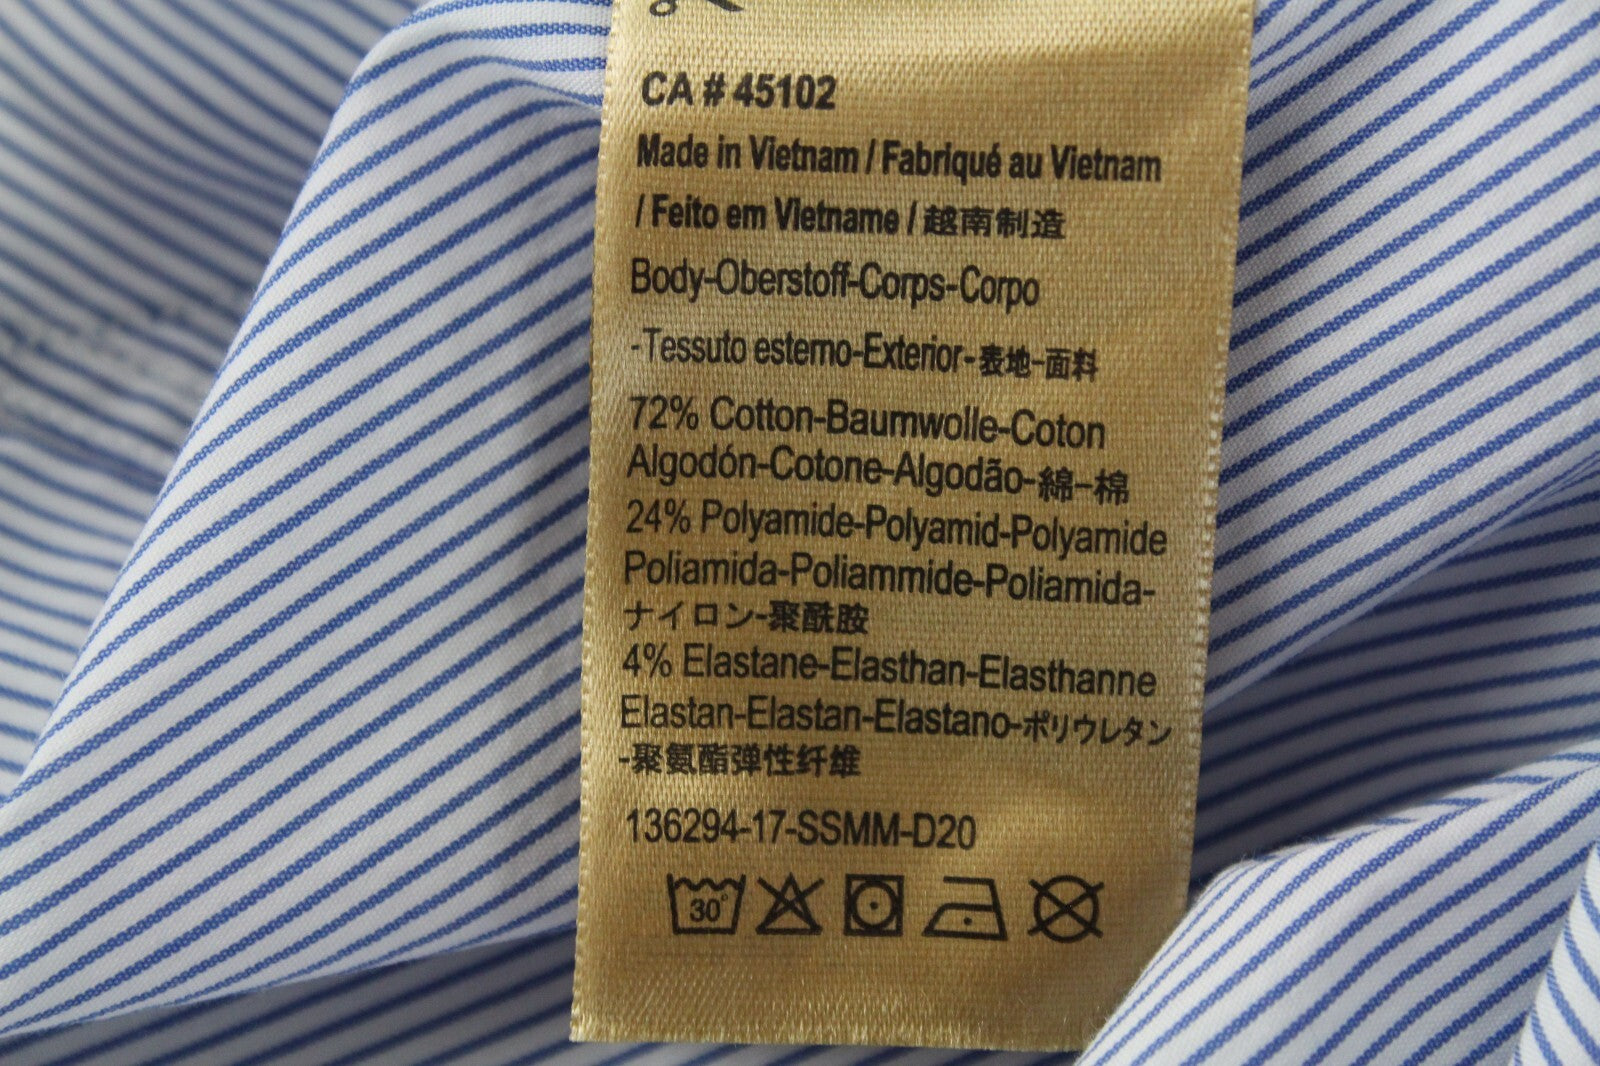 CA # 45102
Made in Vietnam / Fabriqué au Vietnam
/ Feito em Vietname / 越南制造
Body-Oberstoff-Corps-Corpo
-Tessuto esterno-Exterior-表地-面料
72% Cotton-Baumwolle-Coton
Algodón-Cotone-Algodão-綿-棉
24% Polyamide-Polyamid-Polyamide
Poliamida-Poliammide-Poliamida-
ナイロン-聚酰胺
4% Elastane-Elasthan-Elasthanne
Elastan-Elastan-Elastano-ポリウレタン
-聚氨酯弹性纤维
136294-17-SSMM-D20
30°